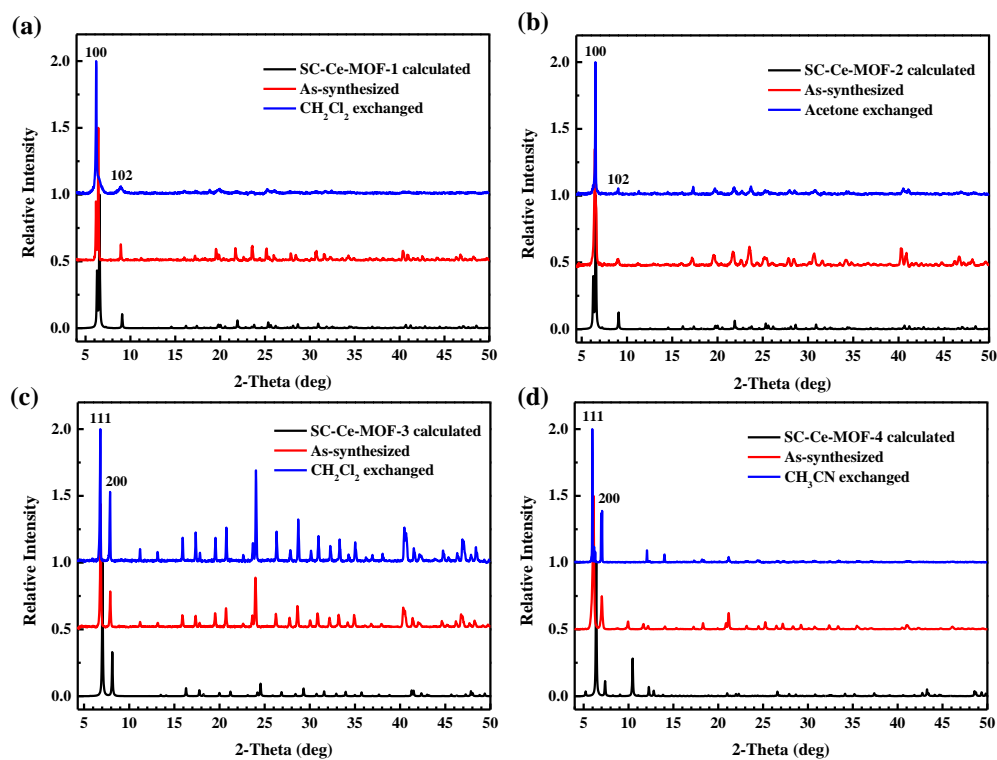 (a)
100
102
SC-Ce-MOF-1 calculated
As-synthesized
CH2Cl2 exchanged
Relative Intensity
2.0
1.5
1.0
0.5
0.0
5 10 15 20 25 30 35 40 45 50
2-Theta (deg)
(b)
100
102
SC-Ce-MOF-2 calculated
As-synthesized
Acetone exchanged
Relative Intensity
2.0
1.5
1.0
0.5
0.0
5 10 15 20 25 30 35 40 45 50
2-Theta (deg)
(c)
111
200
SC-Ce-MOF-3 calculated
As-synthesized
CH2Cl2 exchanged
Relative Intensity
2.0
1.5
1.0
0.5
0.0
5 10 15 20 25 30 35 40 45 50
2-Theta (deg)
(d)
111
200
SC-Ce-MOF-4 calculated
As-synthesized
CH3CN exchanged
Relative Intensity
2.0
1.5
1.0
0.5
0.0
5 10 15 20 25 30 35 40 45 50
2-Theta (deg)